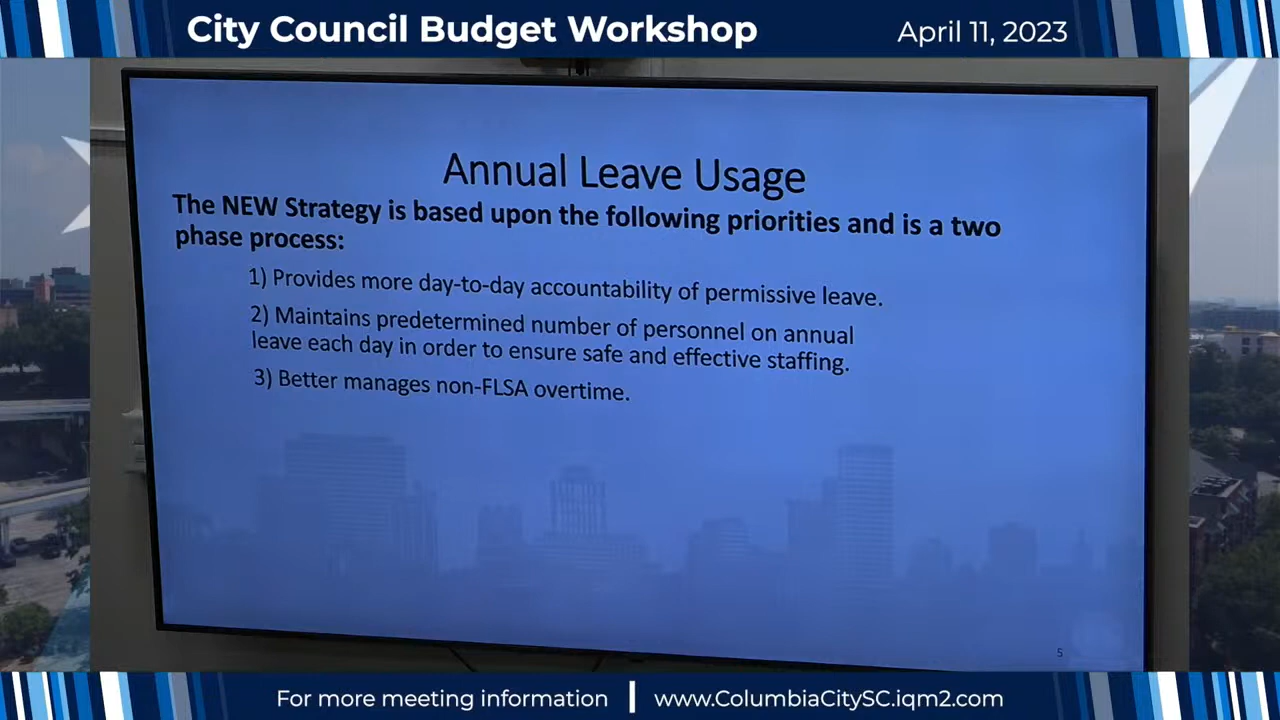 City Council Budget Workshop
April 11, 2023
Annual Leave Usage
The NEW Strategy is based upon the following priorities and is a two
phase process:
1) Provides more day-to-day accountability of permissive leave.
2) Maintains predetermined number of personnel on annual
leave each day in order to ensure safe and effective staffing.
3) Better manages non-FLSA overtime.
5
For more meeting information | www.ColumbiaCitySC.iqm2.com